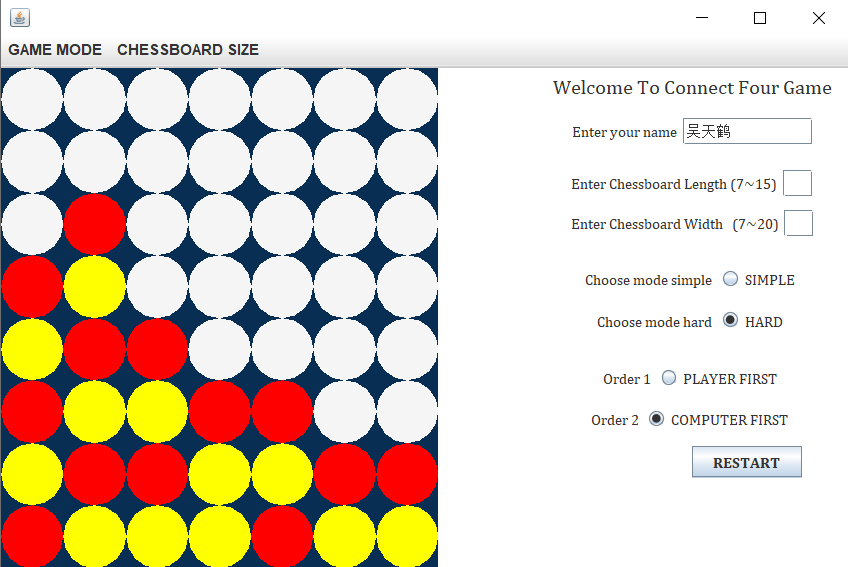 GAME MODE CHESSBOARD SIZE
Welcome To Connect Four Game
Enter your name 吴天鹤
Enter Chessboard Length (7~15)
Enter Chessboard Width (7~20)
Choose mode simple SIMPLE
Choose mode hard HARD
Order 1 PLAYER FIRST
Order 2 COMPUTER FIRST
RESTART